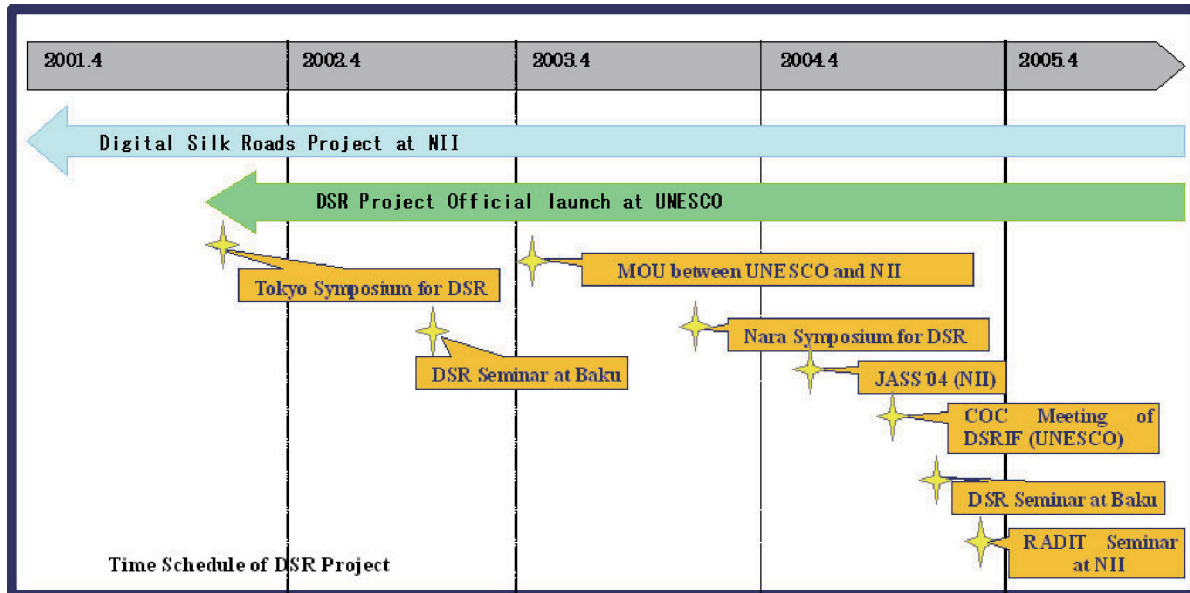 2001.4
2002.4
2003.4
2004.4
2005.4
Digital Silk Roads Project at NII
DSR Project Official launch at UNESCO
Tokyo Symposium for DSR
MOU between UNESCO and NII
DSR Seminar at Baku
Nara Symposium for DSR
JASS'04 (NII)
COC Meeting of
DSRIF (UNESCO)
DSR Seminar at Baku
RADIT Seminar
at NII
Time Schedule of DSR Project